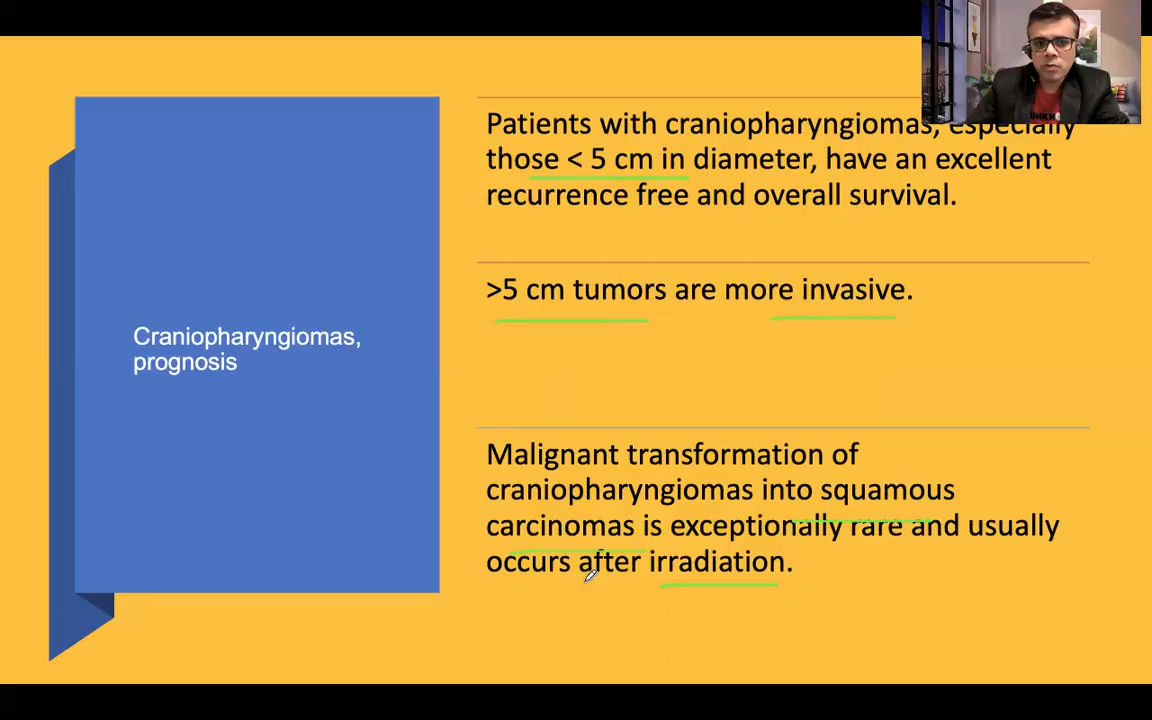 Patients with craniopharyngiomas, especially
those < 5 cm in diameter, have an excellent
recurrence free and overall survival.
>5 cm tumors are more invasive.
Craniopharyngiomas,
prognosis
Malignant transformation of
craniopharyngiomas into squamous
carcinomas is exceptionally rare and usually
occurs after irradiation.